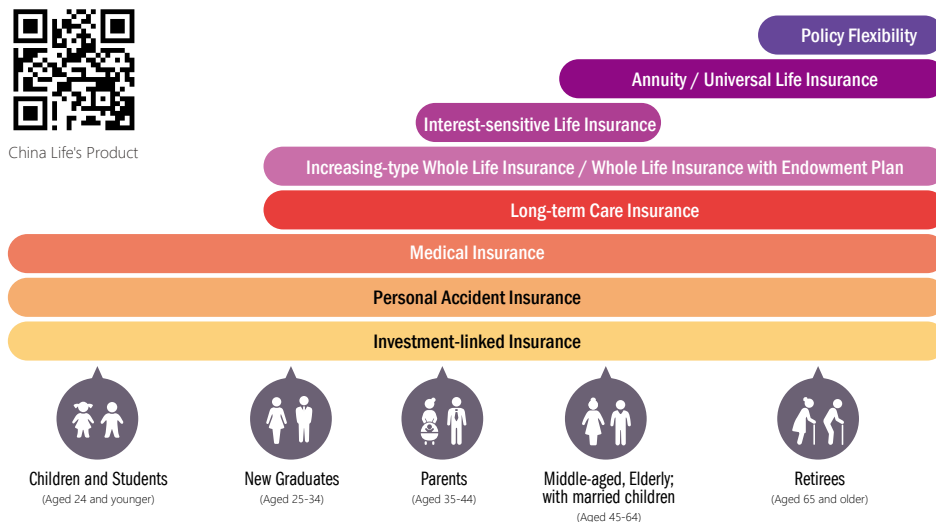 Policy Flexibility
Annuity / Universal Life Insurance
Interest-sensitive Life Insurance
China Life's Product
Increasing-type Whole Life Insurance / Whole Life Insurance with Endowment Plan
Long-term Care Insurance
Medical Insurance
Personal Accident Insurance
Investment-linked Insurance
Children and Students
(Aged 24 and younger)
New Graduates
(Aged 25-34)
Parents
(Aged 35-44)
Middle-aged, Elderly;
with married children
(Aged 45-64)
Retirees
(Aged 65 and older)